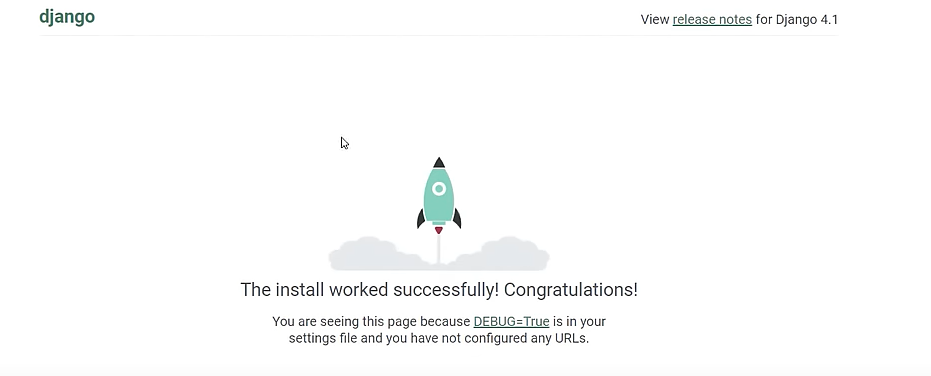 django
View release notes for Django 4.1
The install worked successfully! Congratulations!
You are seeing this page because DEBUG=True is in your
settings file and you have not configured any URLs.